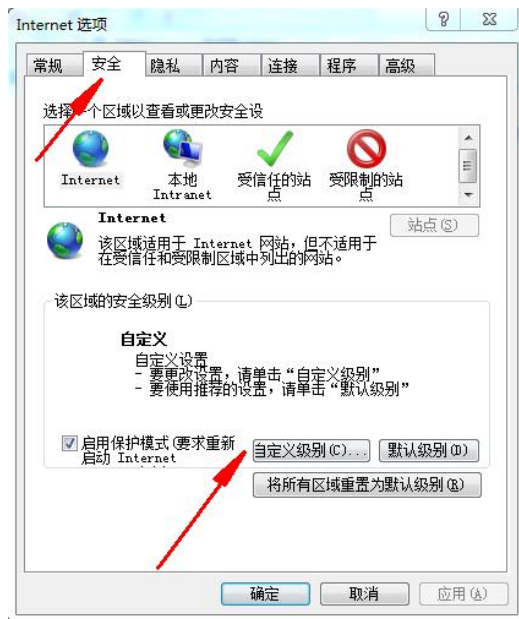 Internet 选项
常规 安全 隐私 内容 连接 程序 高级
选择一个区域以查看或更改安全设
Internet 本地 Intranet 受信任的站点 受限制的站点
Internet
站点(S)
该区域适用于 Internet 网站，但不适用于
在受信任和受限制区域中列出的网站。
该区域的安全级别(L)
自定义
自定义设置
- 要更改设置，请单击“自定义级别”
- 要使用推荐的设置，请单击“默认级别”
启用保护模式(要求重新
启动 Internet
自定义级别(C)... 默认级别(D)
将所有区域重置为默认级别(R)
确定 取消 应用(A)